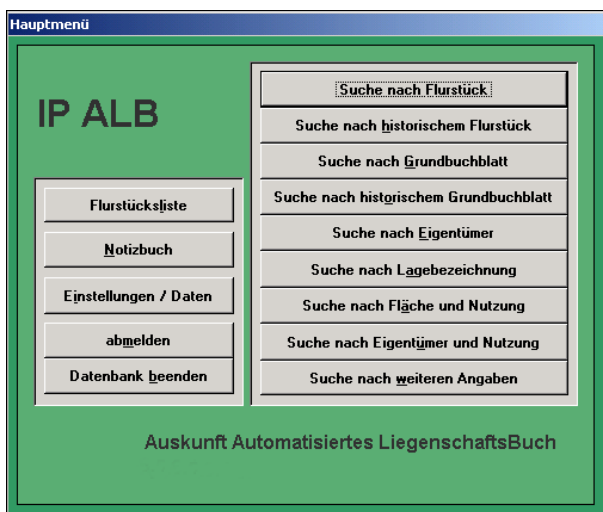 Hauptmenü
IP ALB
Flurstücksliste
Notizbuch
Einstellungen / Daten
abmelden
Datenbank beenden
Suche nach Flurstück
Suche nach historischem Flurstück
Suche nach Grundbuchblatt
Suche nach historischem Grundbuchblatt
Suche nach Eigentümer
Suche nach Lagebezeichnung
Suche nach Fläche und Nutzung
Suche nach Eigentümer und Nutzung
Suche nach weiteren Angaben
Auskunft Automatisiertes LiegenschaftsBuch